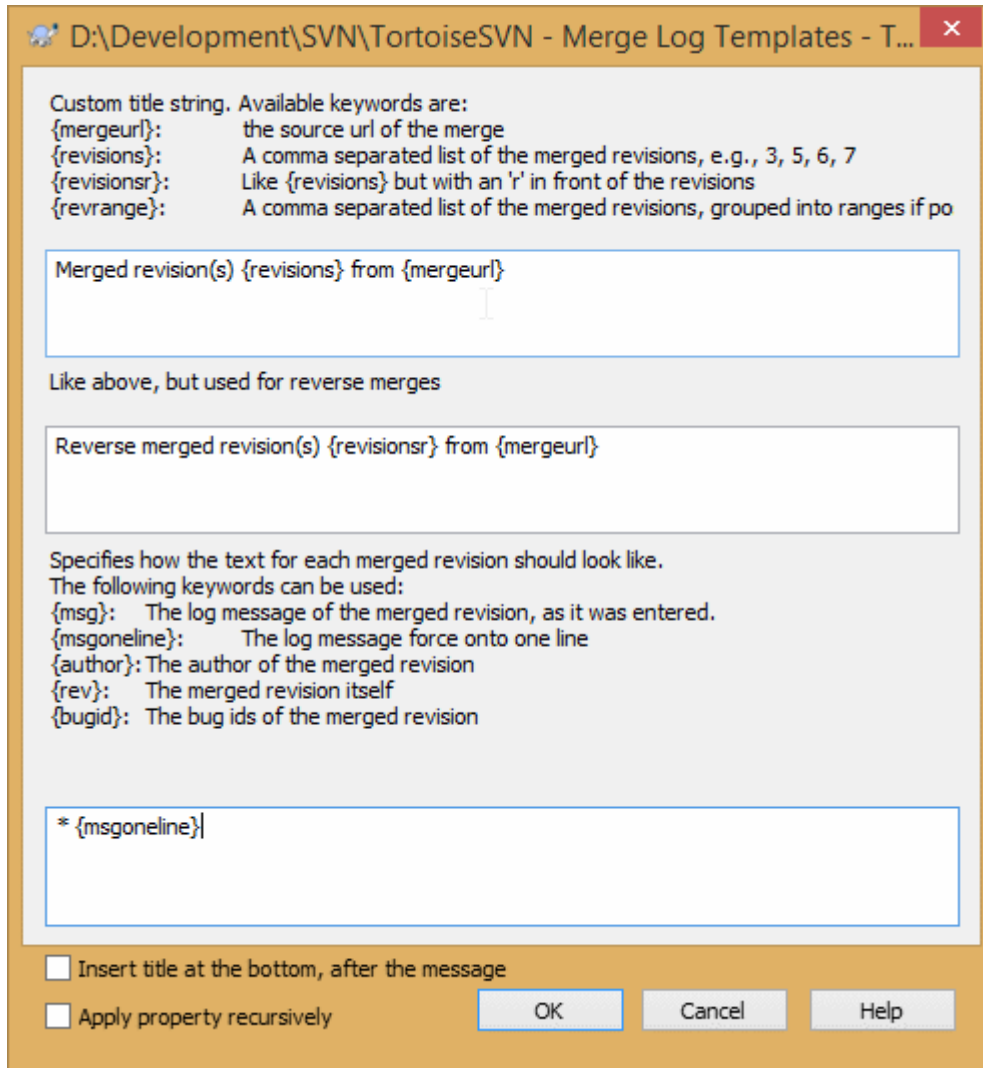 D:\Development\SVN\TortoiseSVN - Merge Log Templates - T...
Custom title string. Available keywords are:
{mergeurl}: the source url of the merge
{revisions}: A comma separated list of the merged revisions, e.g., 3, 5, 6, 7
{revisionsr}: Like {revisions} but with an 'r' in front of the revisions
{revrange}: A comma separated list of the merged revisions, grouped into ranges if po
Merged revision(s) {revisions} from {mergeurl}
Like above, but used for reverse merges
Reverse merged revision(s) {revisionsr} from {mergeurl}
Specifies how the text for each merged revision should look like.
The following keywords can be used:
{msg}: The log message of the merged revision, as it was entered.
{msgoneline}: The log message force onto one line
{author}: The author of the merged revision
{rev}: The merged revision itself
{bugid}: The bug ids of the merged revision
* {msgoneline}
Insert title at the bottom, after the message
Apply property recursively
OK Cancel Help